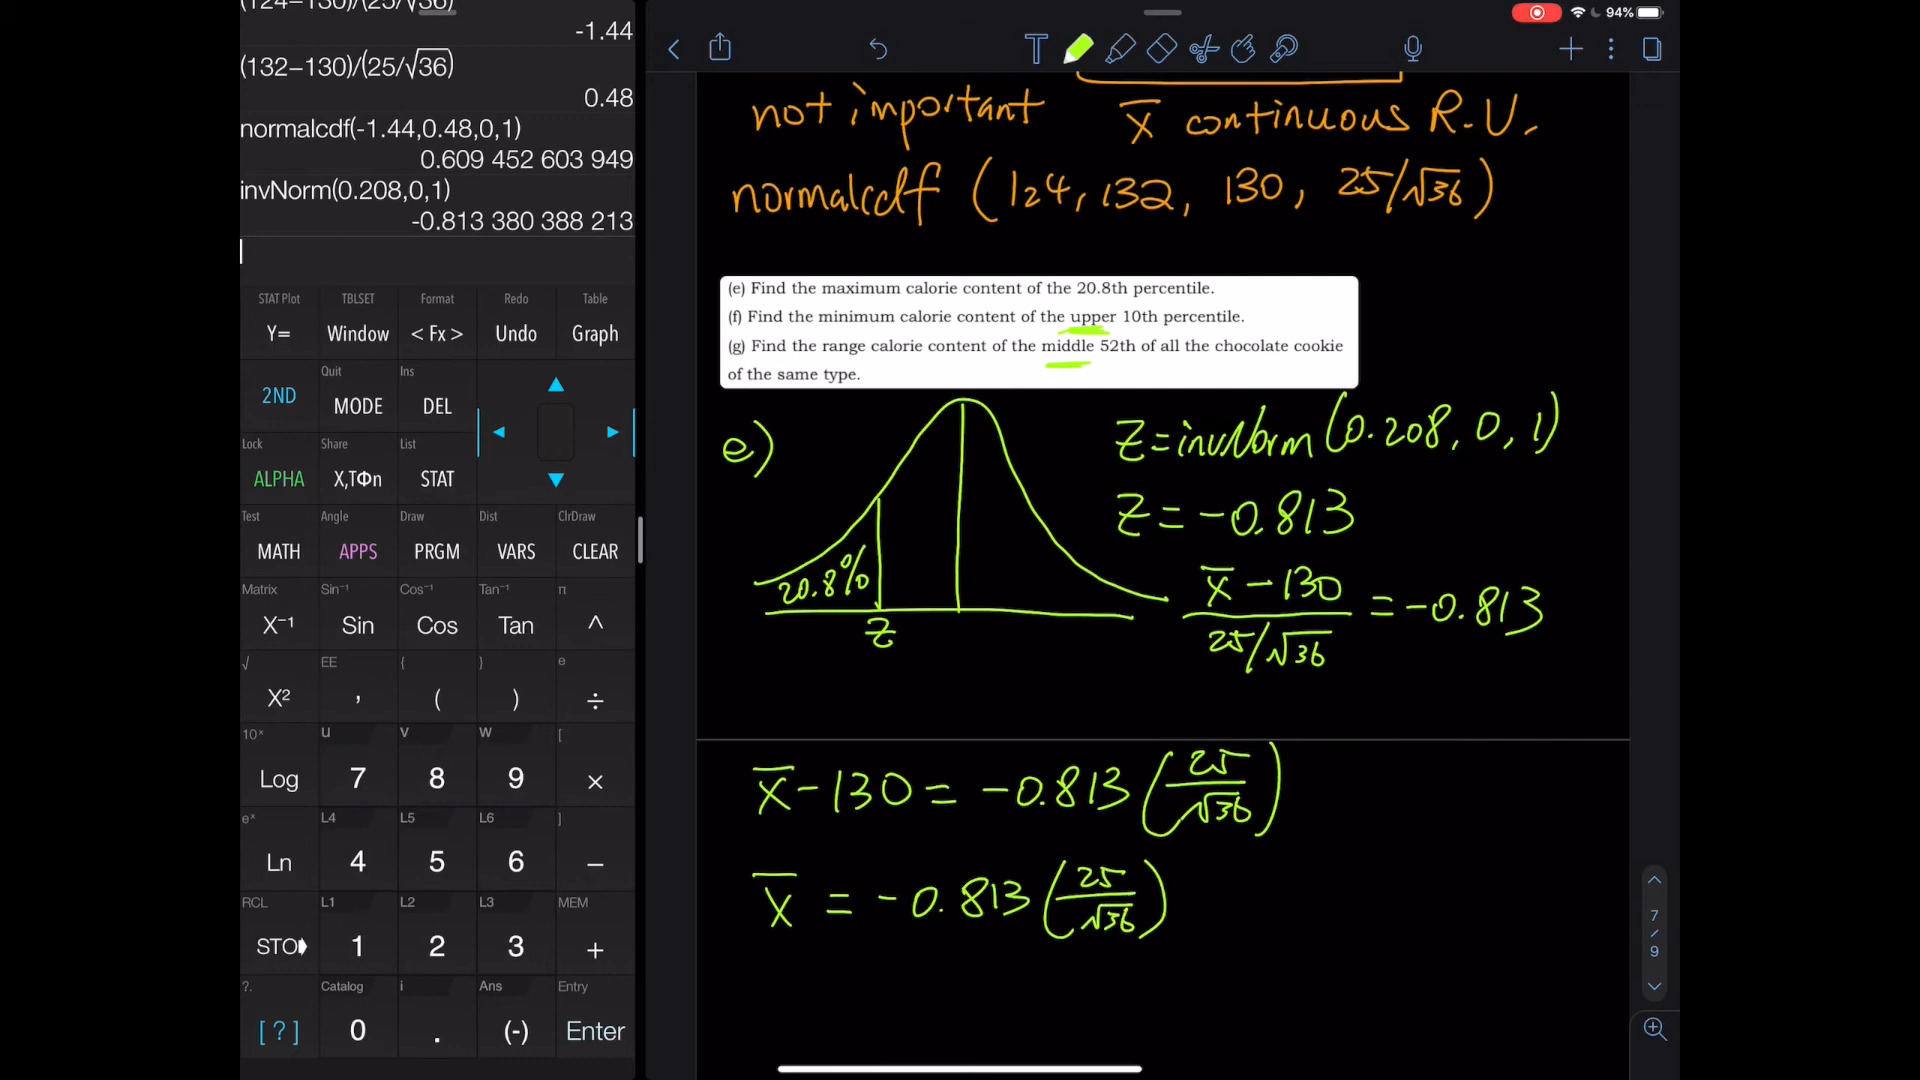 (124−130)/(25/√36)
-1.44
(132−130)/(25/√36)
0.48
normalcdf(-1.44,0.48,0,1)
0.609 452 603 949
invNorm(0.208,0,1)
-0.813 380 388 213
STAT Plot TBLSET Format Redo Table
Y= Window < Fx > Undo Graph
Quit Ins
2ND MODE DEL
Lock Share List
ALPHA X,TΦn STAT
Test Angle Draw Dist ClrDraw
MATH APPS PRGM VARS CLEAR
Matrix Sin⁻¹ Cos⁻¹ Tan⁻¹ π
X⁻¹ Sin Cos Tan ^
√ EE { } e
X² , ( ) ÷
10ˣ u v w [
Log 7 8 9 ×
eˣ L4 L5 L6 ]
Ln 4 5 6 −
RCL L1 L2 L3 MEM
STO 1 2 3 +
?. Catalog i Ans Entry
[ ? ] 0 . (-) Enter
94%
not important x̅ continuous R.V.
normalcdf (124, 132, 130, 25/√36)
(e) Find the maximum calorie content of the 20.8th percentile.
(f) Find the minimum calorie content of the upper 10th percentile.
(g) Find the range calorie content of the middle 52th of all the chocolate cookie
of the same type.
e)
20.8%
Z
Z=invNorm(0.208, 0, 1)
Z=-0.813
x̅-130
25/√36
=-0.813
x̅-130 = -0.813 (25/√36)
x̅ = -0.813 (25/√36)
7
/
9